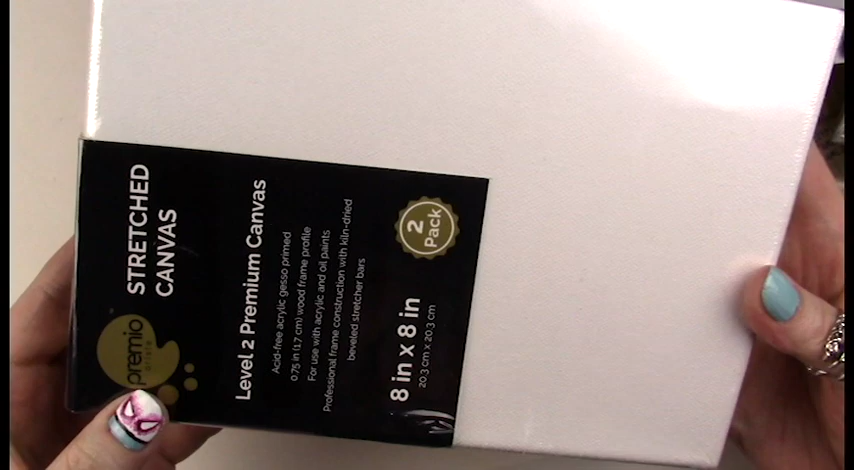 premio
artists
STRETCHED
CANVAS
Level 2 Premium Canvas
Acid-free acrylic gesso primed
0.75 in (1.7 cm) wood frame profile
For use with acrylic and oil paints
Professional frame construction with kiln-dried
beveled stretcher bars
8 in x 8 in
20.3 cm x 20.3 cm
2
Pack